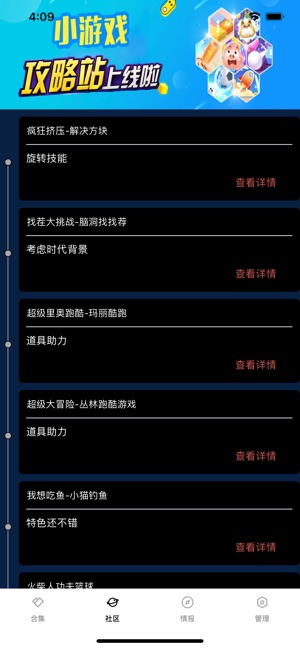 4:09
小游戏
攻略站上线啦
疯狂挤压-解决方块
旋转技能
查看详情
找茬大挑战-脑洞找找荐
考虑时代背景
查看详情
超级里奥跑酷-玛丽酷跑
道具助力
查看详情
超级大冒险-丛林跑酷游戏
道具助力
查看详情
我想吃鱼-小猫钓鱼
特色还不错
查看详情
火柴人功夫篮球
合集
社区
情报
管理